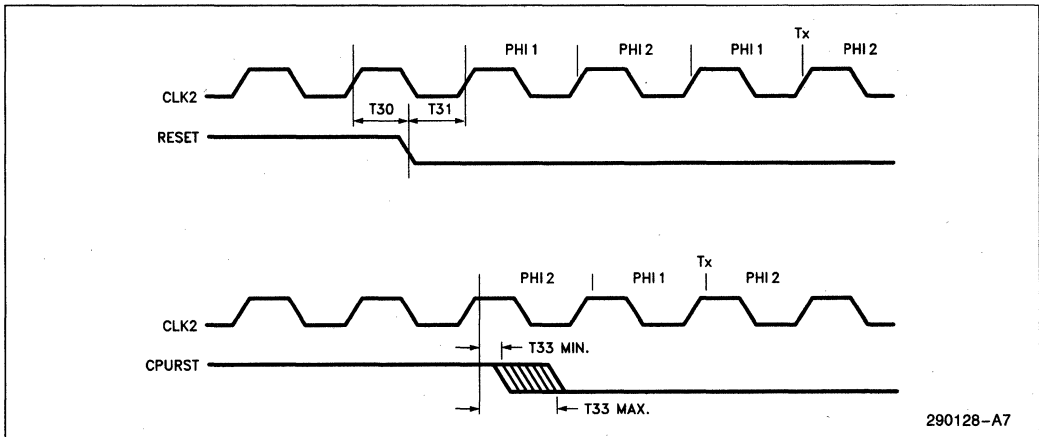 Tx
PHI 1 PHI 2 PHI 1 PHI 2
CLK2
T30 T31
RESET
Tx
PHI 2 PHI 1 PHI 2
CLK2
T33 MIN.
CPURST
T33 MAX.
290128-A7